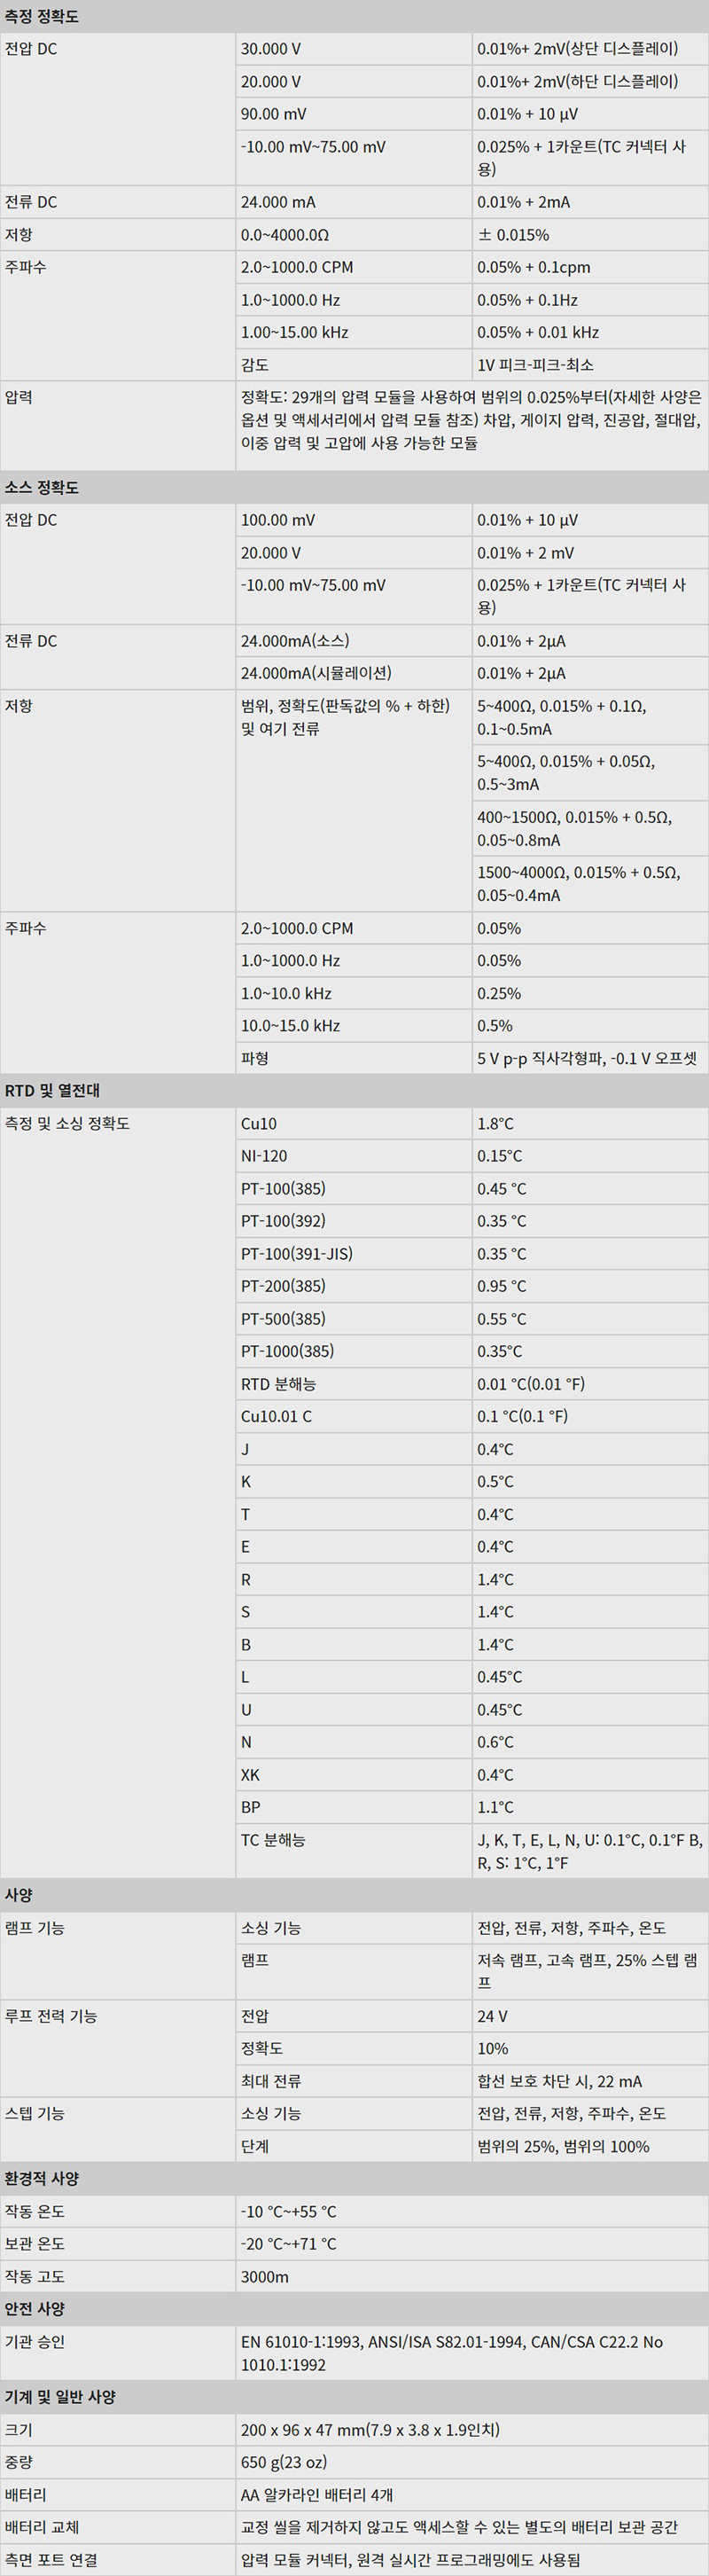 측정 정확도
전압 DC
30.000 V
0.01%+ 2mV(상단 디스플레이)
20.000 V
0.01%+ 2mV(하단 디스플레이)
90.00 mV
0.01% + 10 µV
-10.00 mV~75.00 mV
0.025% + 1카운트(TC 커넥터 사
용)
전류 DC
24.000 mA
0.01% + 2mA
저항
0.0~4000.0Ω
± 0.015%
주파수
2.0~1000.0 CPM
0.05% + 0.1cpm
1.0~1000.0 Hz
0.05% + 0.1Hz
1.00~15.00 kHz
0.05% + 0.01 kHz
감도
1V 피크-피크-최소
압력
정확도: 29개의 압력 모듈을 사용하여 범위의 0.025%부터(자세한 사양은
옵션 및 액세서리에서 압력 모듈 참조) 차압, 게이지 압력, 진공압, 절대압,
이중 압력 및 고압에 사용 가능한 모듈
소스 정확도
전압 DC
100.00 mV
0.01% + 10 µV
20.000 V
0.01% + 2 mV
-10.00 mV~75.00 mV
0.025% + 1카운트(TC 커넥터 사
용)
전류 DC
24.000mA(소스)
0.01% + 2µA
24.000mA(시뮬레이션)
0.01% + 2µA
저항
범위, 정확도(판독값의 % + 하한)
및 여기 전류
5~400Ω, 0.015% + 0.1Ω,
0.1~0.5mA
5~400Ω, 0.015% + 0.05Ω,
0.5~3mA
400~1500Ω, 0.015% + 0.5Ω,
0.05~0.8mA
1500~4000Ω, 0.015% + 0.5Ω,
0.05~0.4mA
주파수
2.0~1000.0 CPM
0.05%
1.0~1000.0 Hz
0.05%
1.0~10.0 kHz
0.25%
10.0~15.0 kHz
0.5%
파형
5 V p-p 직사각형파, -0.1 V 오프셋
RTD 및 열전대
측정 및 소싱 정확도
Cu10
1.8°C
NI-120
0.15°C
PT-100(385)
0.45 °C
PT-100(392)
0.35 °C
PT-100(391-JIS)
0.35 °C
PT-200(385)
0.95 °C
PT-500(385)
0.55 °C
PT-1000(385)
0.35°C
RTD 분해능
0.01 °C(0.01 °F)
Cu10.01 C
0.1 °C(0.1 °F)
J
0.4°C
K
0.5°C
T
0.4°C
E
0.4°C
R
1.4°C
S
1.4°C
B
1.4°C
L
0.45°C
U
0.45°C
N
0.6°C
XK
0.4°C
BP
1.1°C
TC 분해능
J, K, T, E, L, N, U: 0.1°C, 0.1°F B,
R, S: 1°C, 1°F
사양
램프 기능
소싱 기능
전압, 전류, 저항, 주파수, 온도
램프
저속 램프, 고속 램프, 25% 스텝 램
프
루프 전력 기능
전압
24 V
정확도
10%
최대 전류
합선 보호 차단 시, 22 mA
스텝 기능
소싱 기능
전압, 전류, 저항, 주파수, 온도
단계
범위의 25%, 범위의 100%
환경적 사양
작동 온도
-10 °C~+55 °C
보관 온도
-20 °C~+71 °C
작동 고도
3000m
안전 사양
기관 승인
EN 61010-1:1993, ANSI/ISA S82.01-1994, CAN/CSA C22.2 No
1010.1:1992
기계 및 일반 사양
크기
200 x 96 x 47 mm(7.9 x 3.8 x 1.9인치)
중량
650 g(23 oz)
배터리
AA 알카라인 배터리 4개
배터리 교체
교정 씰을 제거하지 않고도 액세스할 수 있는 별도의 배터리 보관 공간
측면 포트 연결
압력 모듈 커넥터, 원격 실시간 프로그래밍에도 사용됨